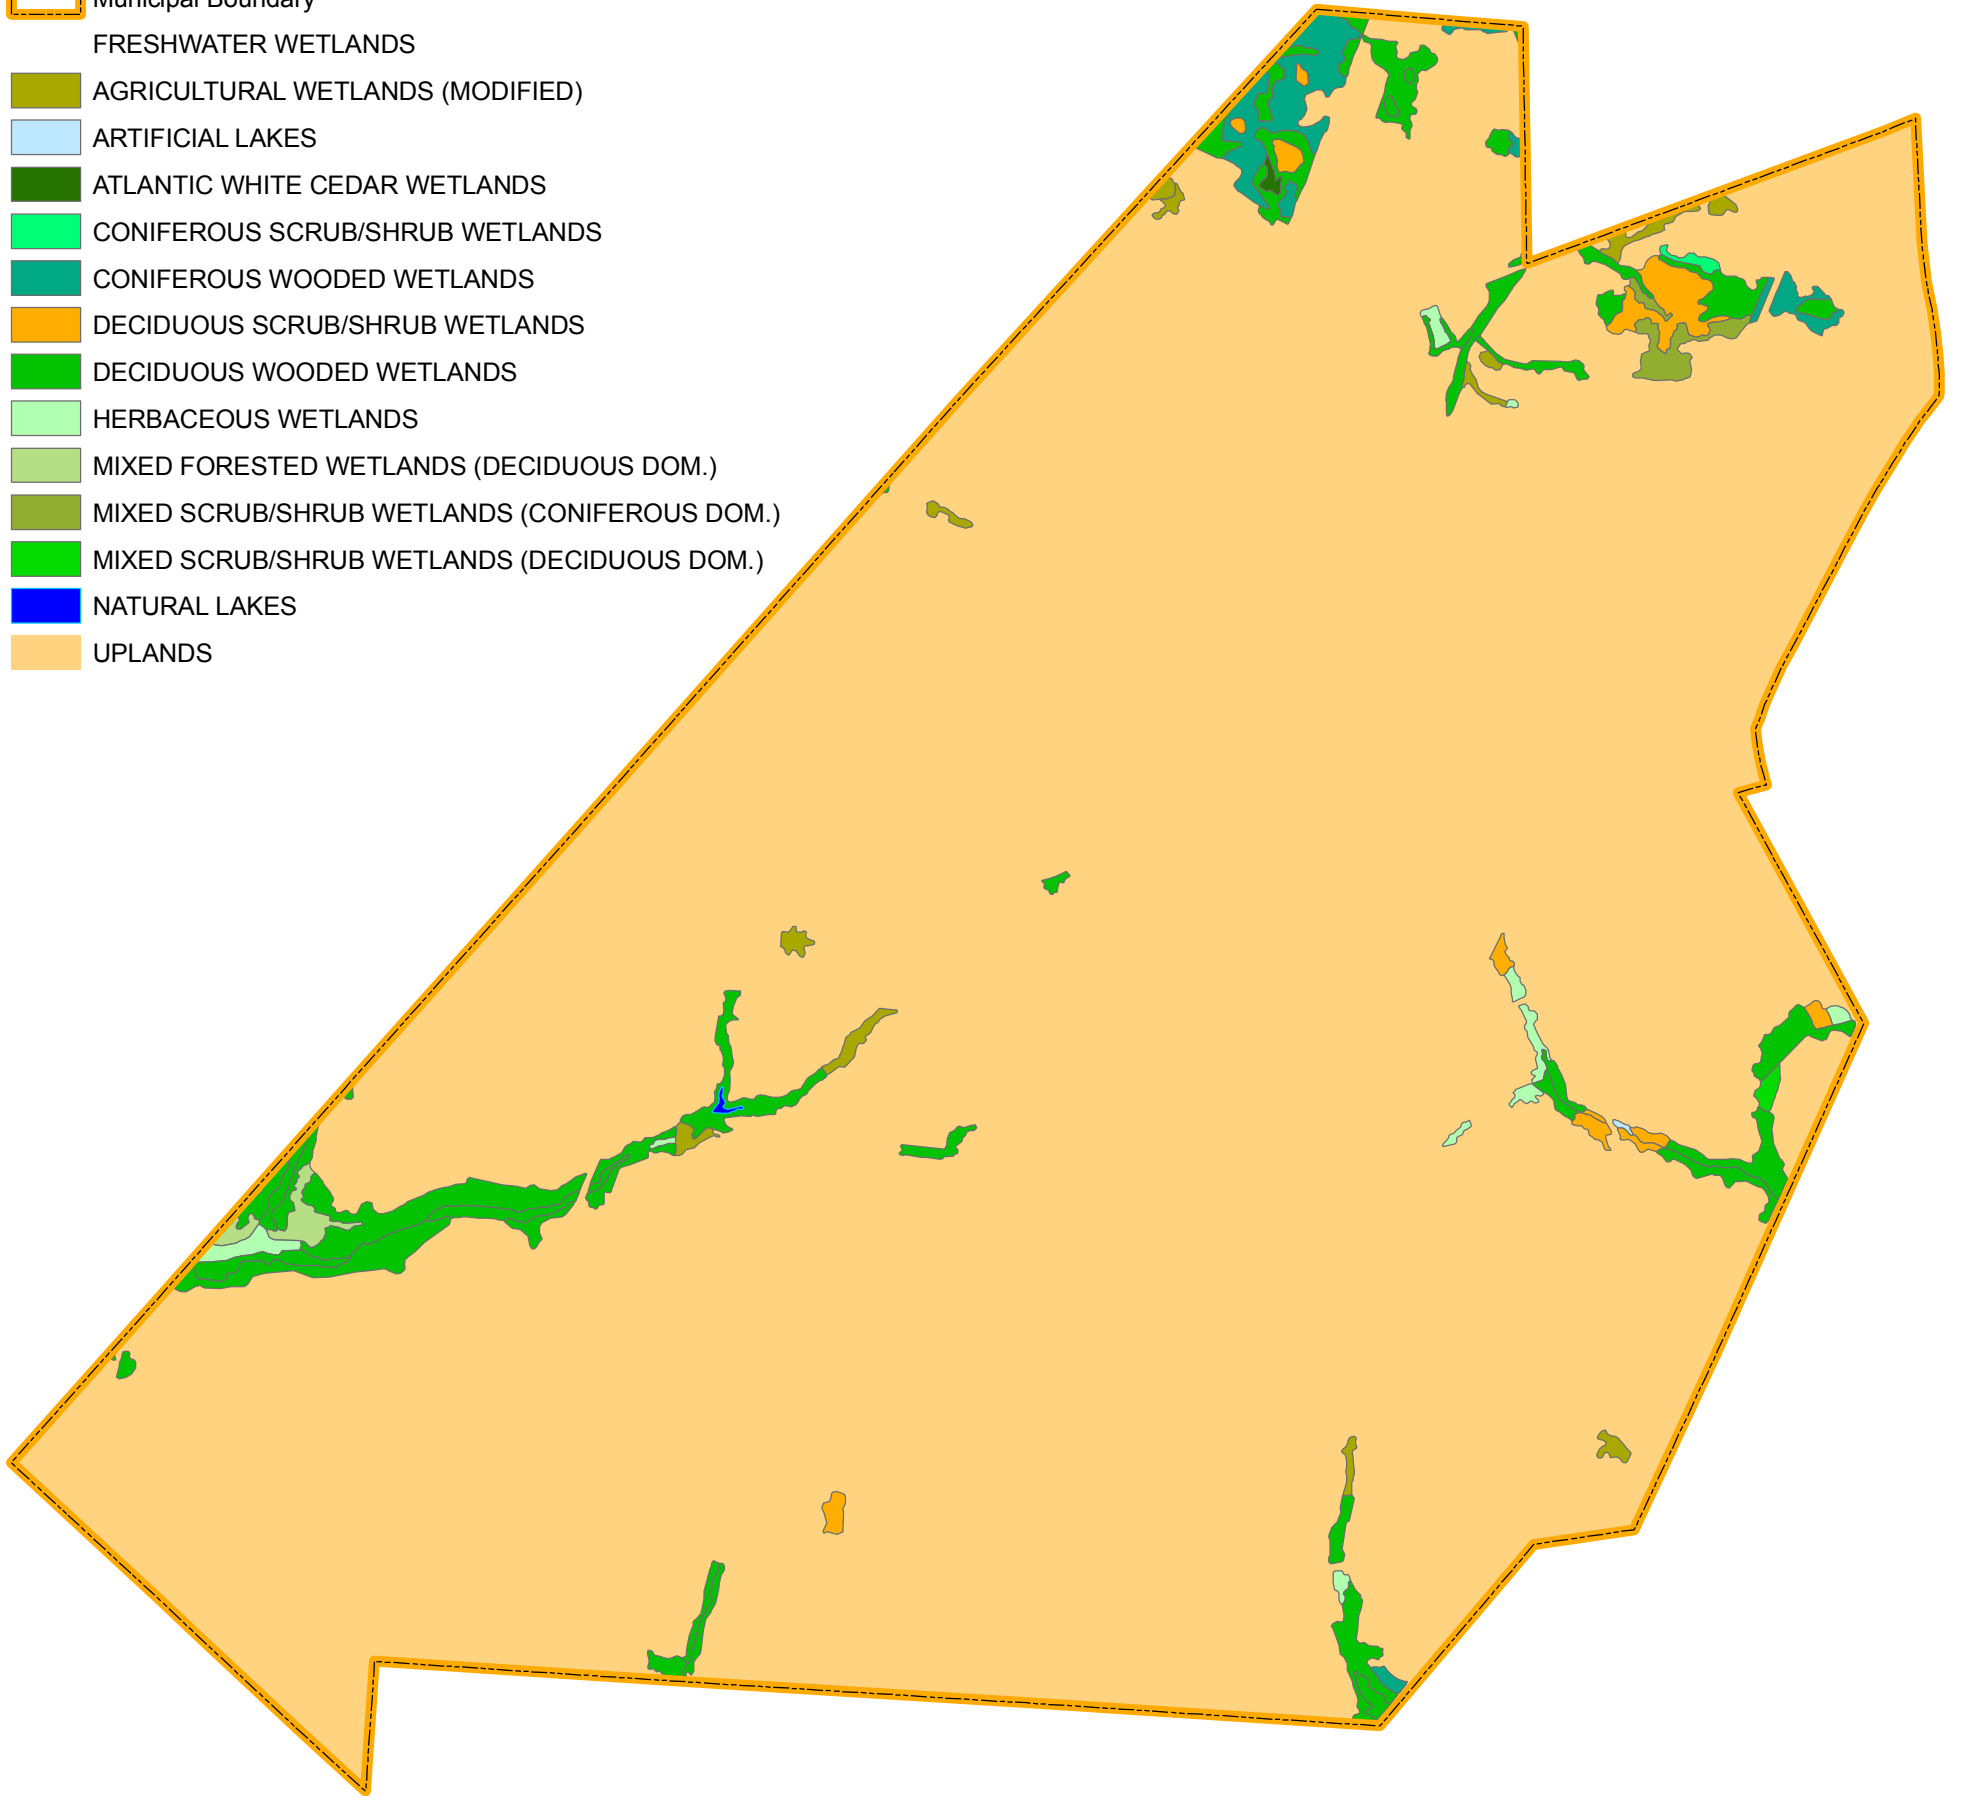 Municipal Boundary
FRESHWATER WETLANDS
AGRICULTURAL WETLANDS (MODIFIED)
ARTIFICIAL LAKES
ATLANTIC WHITE CEDAR WETLANDS
CONIFEROUS SCRUB/SHRUB WETLANDS
CONIFEROUS WOODED WETLANDS
DECIDUOUS SCRUB/SHRUB WETLANDS
DECIDUOUS WOODED WETLANDS
HERBACEOUS WETLANDS
MIXED FORESTED WETLANDS (DECIDUOUS DOM.)
MIXED SCRUB/SHRUB WETLANDS (CONIFEROUS DOM.)
MIXED SCRUB/SHRUB WETLANDS (DECIDUOUS DOM.)
NATURAL LAKES
UPLANDS